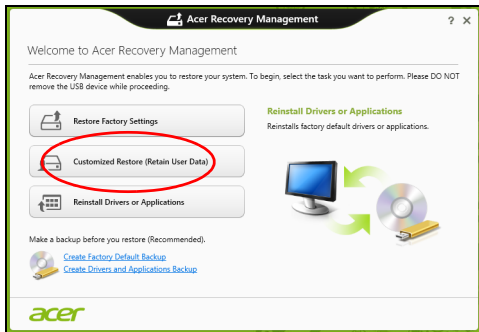 Acer Recovery Management
? ×
Welcome to Acer Recovery Management
Acer Recovery Management enables you to restore your system. To begin, select the task you want to perform. Please DO NOT
remove the USB device while proceeding.
Restore Factory Settings
Customized Restore (Retain User Data)
Reinstall Drivers or Applications
Reinstall Drivers or Applications
Reinstalls factory default drivers or applications.
Make a backup before you restore (Recommended).
Create Factory Default Backup
Create Drivers and Applications Backup
acer